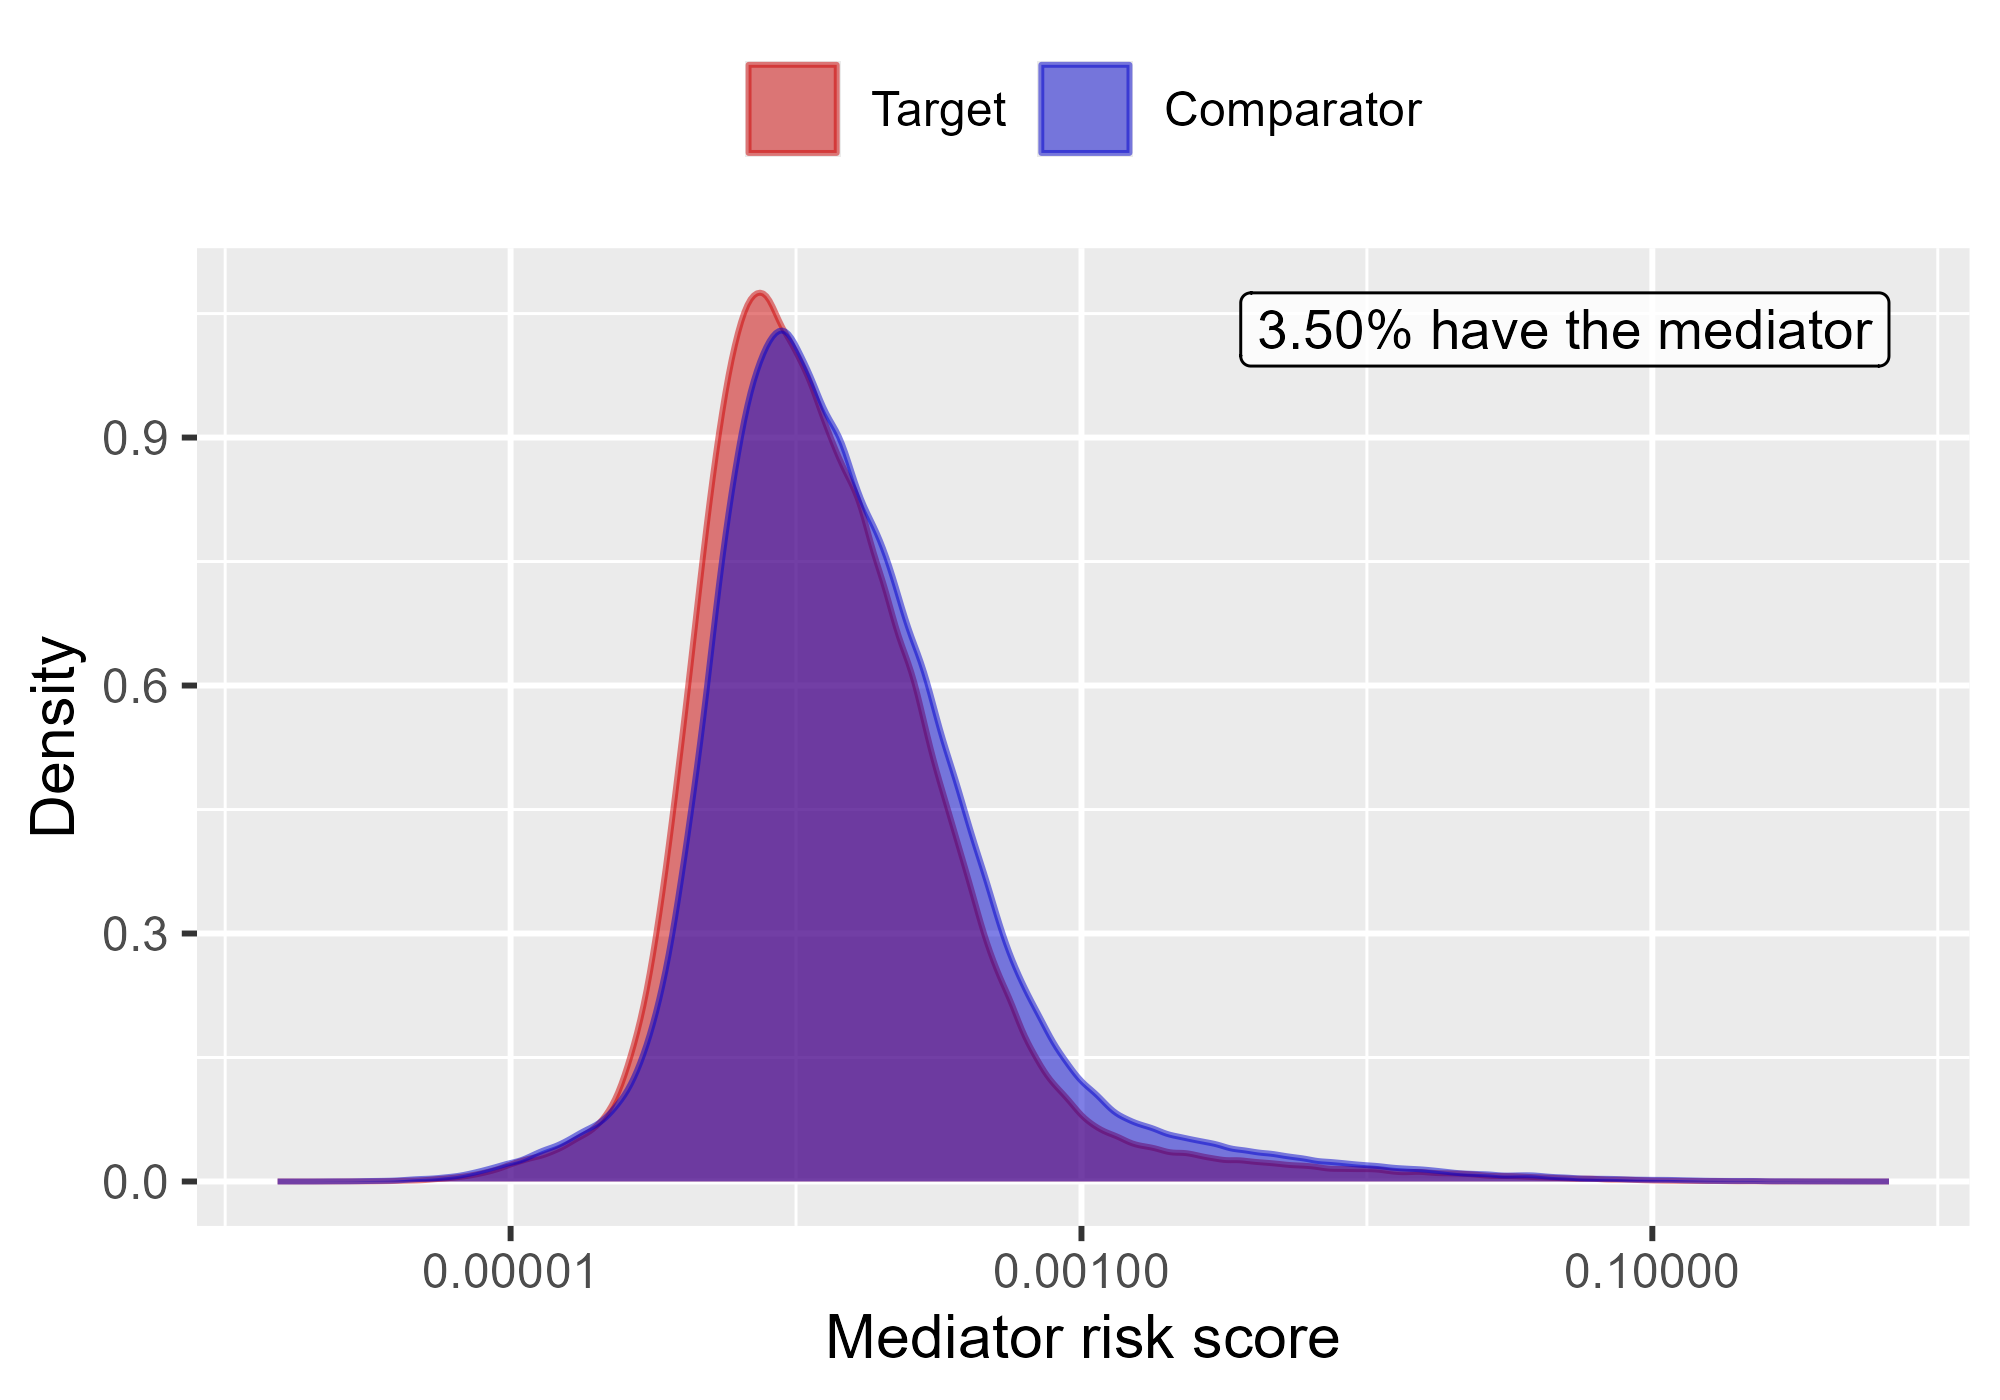 Target Comparator
3.50% have the mediator
Density
0.9
0.6
0.3
0.0
0.00001 0.00100 0.10000
Mediator risk score